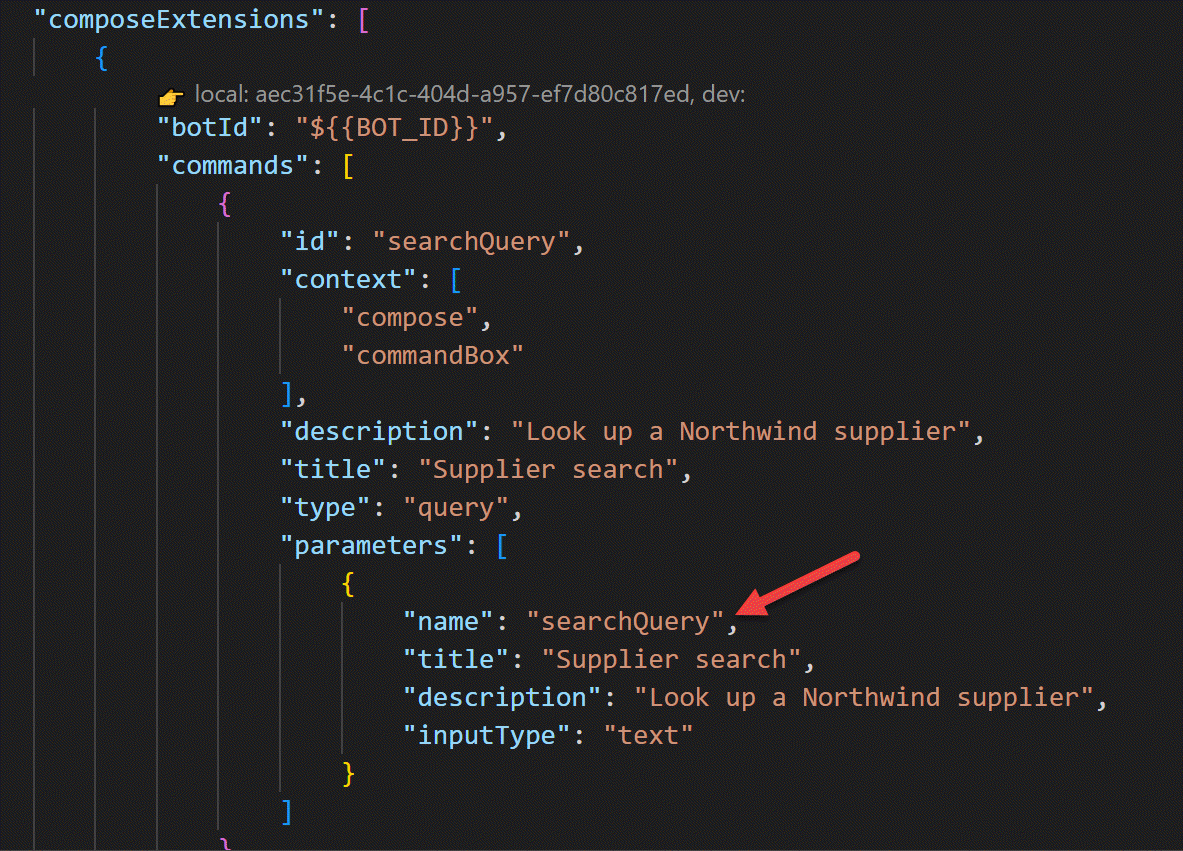 "composeExtensions": [
{
👉 local: aec31f5e-4c1c-404d-a957-ef7d80c817ed, dev:
"botId": "${{BOT_ID}}",
"commands": [
{
"id": "searchQuery",
"context": [
"compose",
"commandBox"
],
"description": "Look up a Northwind supplier",
"title": "Supplier search",
"type": "query",
"parameters": [
{
"name": "searchQuery",
"title": "Supplier search",
"description": "Look up a Northwind supplier",
"inputType": "text"
}
]
}